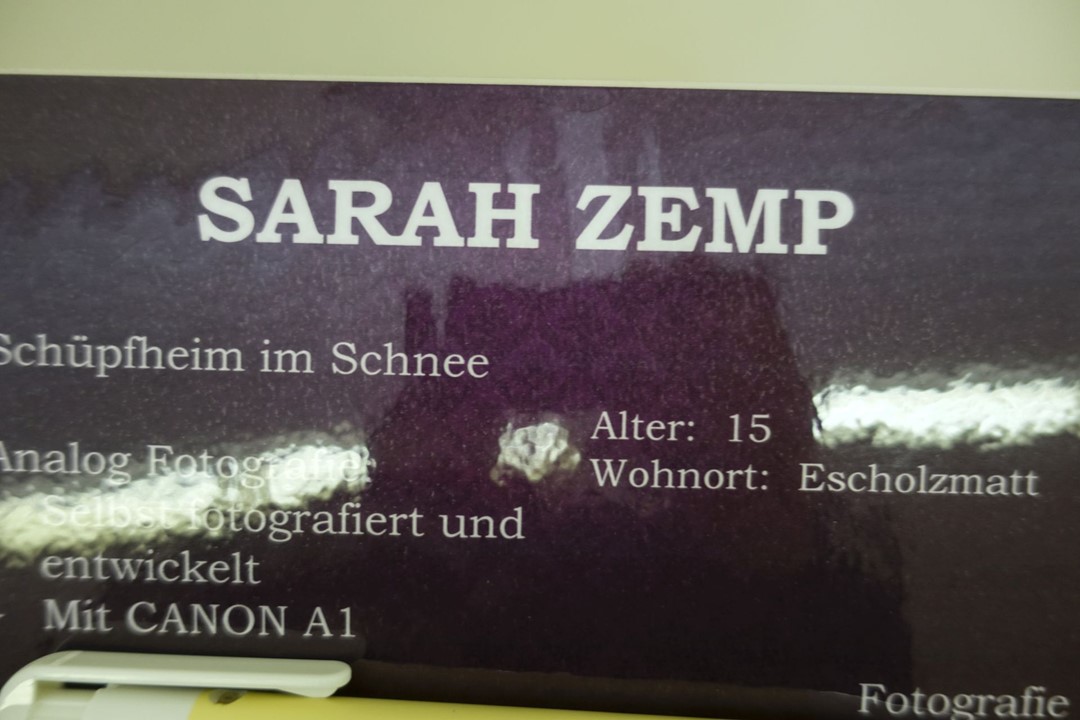 SARAH ZEMP
Schüpfheim im Schnee
Alter: 15
Wohnort: Escholzmatt
Analog Fotografie
Selbst fotografiert und
entwickelt
- Mit CANON A1
Fotografie